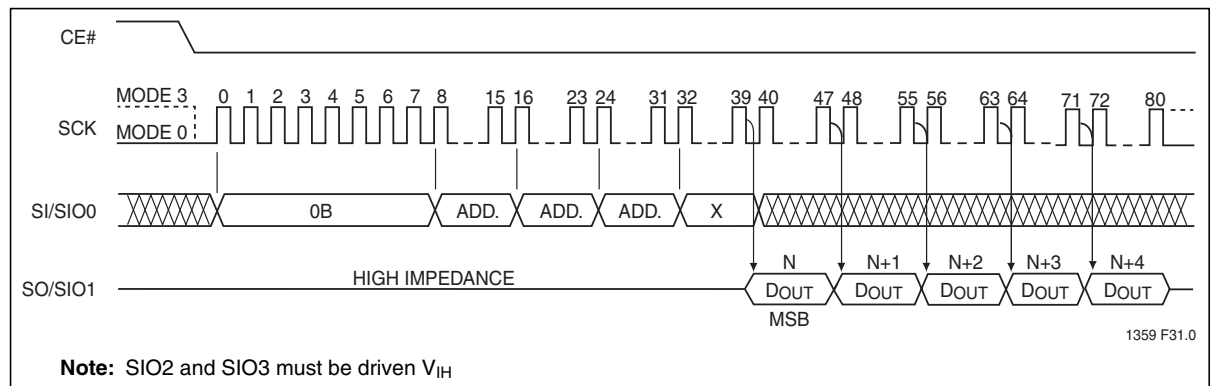 CE#
MODE 3 0 1 2 3 4 5 6 7 8 15 16 23 24 31 32 39 40 47 48 55 56 63 64 71 72 80
SCK
MODE 0
SI/SIO0 0B ADD. ADD. ADD. X
N N+1 N+2 N+3 N+4
SO/SIO1 HIGH IMPEDANCE DOUT DOUT DOUT DOUT DOUT
MSB
1359 F31.0
Note: SIO2 and SIO3 must be driven VIH